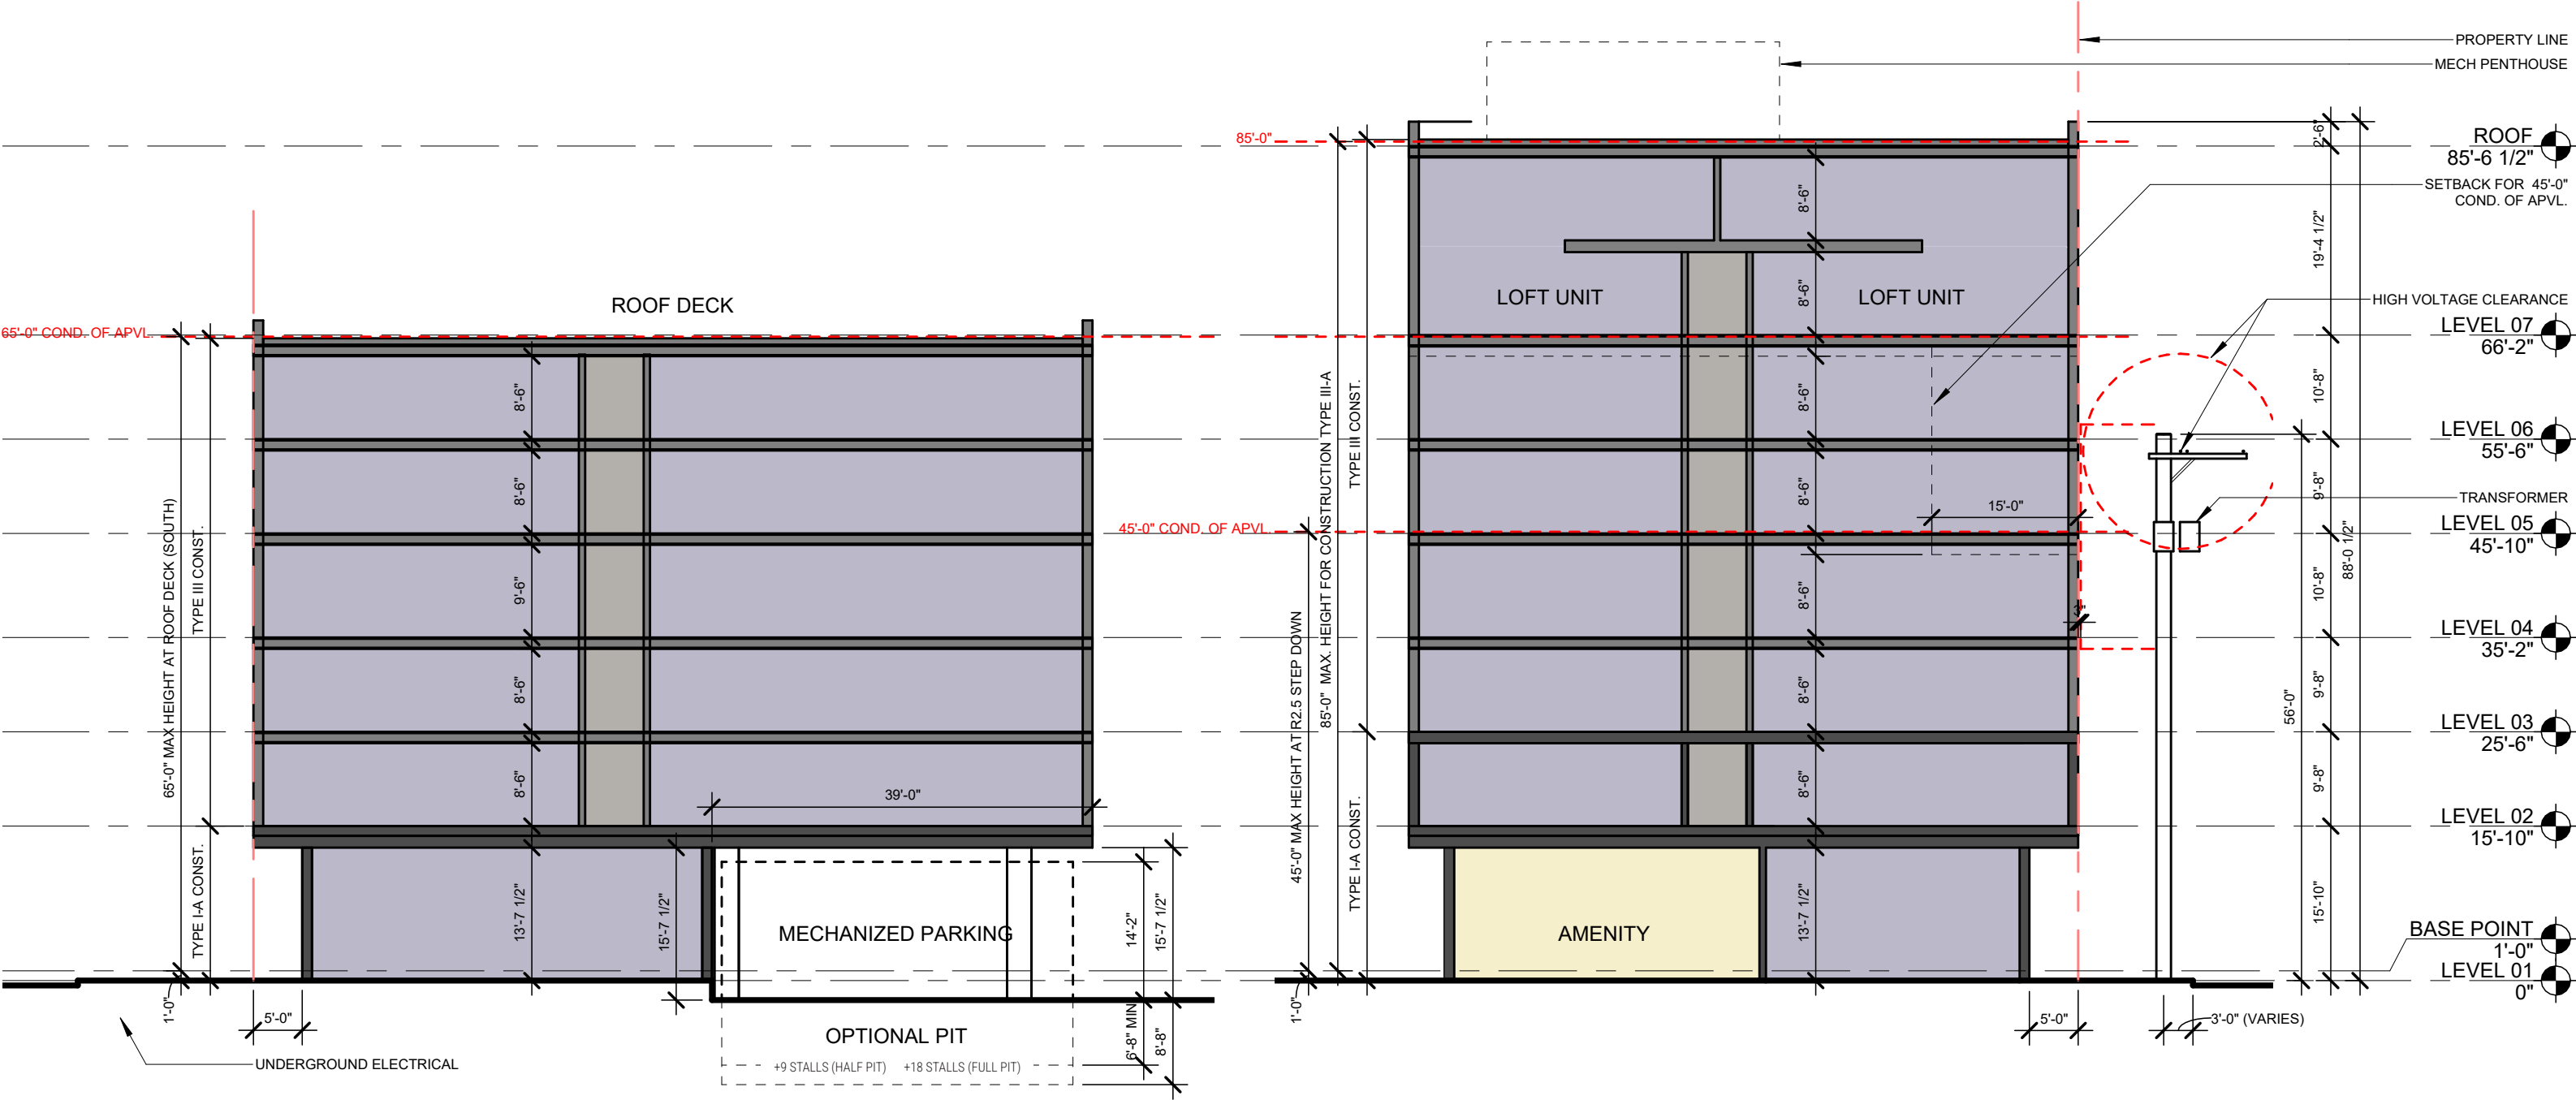 PROPERTY LINE
MECH PENTHOUSE
85'-0"
2'-6"
ROOF
85'-6 1/2"
SETBACK FOR 45'-0"
COND. OF APVL.
8'-6"
19'-4 1/2"
ROOF DECK
LOFT UNIT
LOFT UNIT
8'-6"
HIGH VOLTAGE CLEARANCE
65'-0" COND. OF APVL.
LEVEL 07
66'-2"
8'-6"
8'-6"
10'-8"
LEVEL 06
55'-6"
8'-6"
8'-6"
9'-8"
15'-0"
TRANSFORMER
45'-0" COND. OF APVL.
LEVEL 05
45'-10"
88'-0 1/2"
65'-0" MAX HEIGHT AT ROOF DECK (SOUTH)
TYPE III CONST.
9'-6"
45'-0" MAX HEIGHT AT R2.5 STEP DOWN
85'-0" MAX. HEIGHT FOR CONSTRUCTION TYPE III-A
TYPE III CONST.
8'-6"
10'-8"
LEVEL 04
35'-2"
8'-6"
8'-6"
9'-8"
56'-0"
LEVEL 03
25'-6"
8'-6"
39'-0"
8'-6"
9'-8"
LEVEL 02
15'-10"
TYPE I-A CONST.
13'-7 1/2"
15'-7 1/2"
MECHANIZED PARKING
14'-2"
15'-7 1/2"
TYPE I-A CONST.
AMENITY
13'-7 1/2"
15'-10"
BASE POINT
1'-0"
LEVEL 01
0"
1'-0"
5'-0"
1'-0"
5'-0"
3'-0" (VARIES)
OPTIONAL PIT
6'-8" MIN
8'-8"
UNDERGROUND ELECTRICAL
+9 STALLS (HALF PIT) +18 STALLS (FULL PIT)